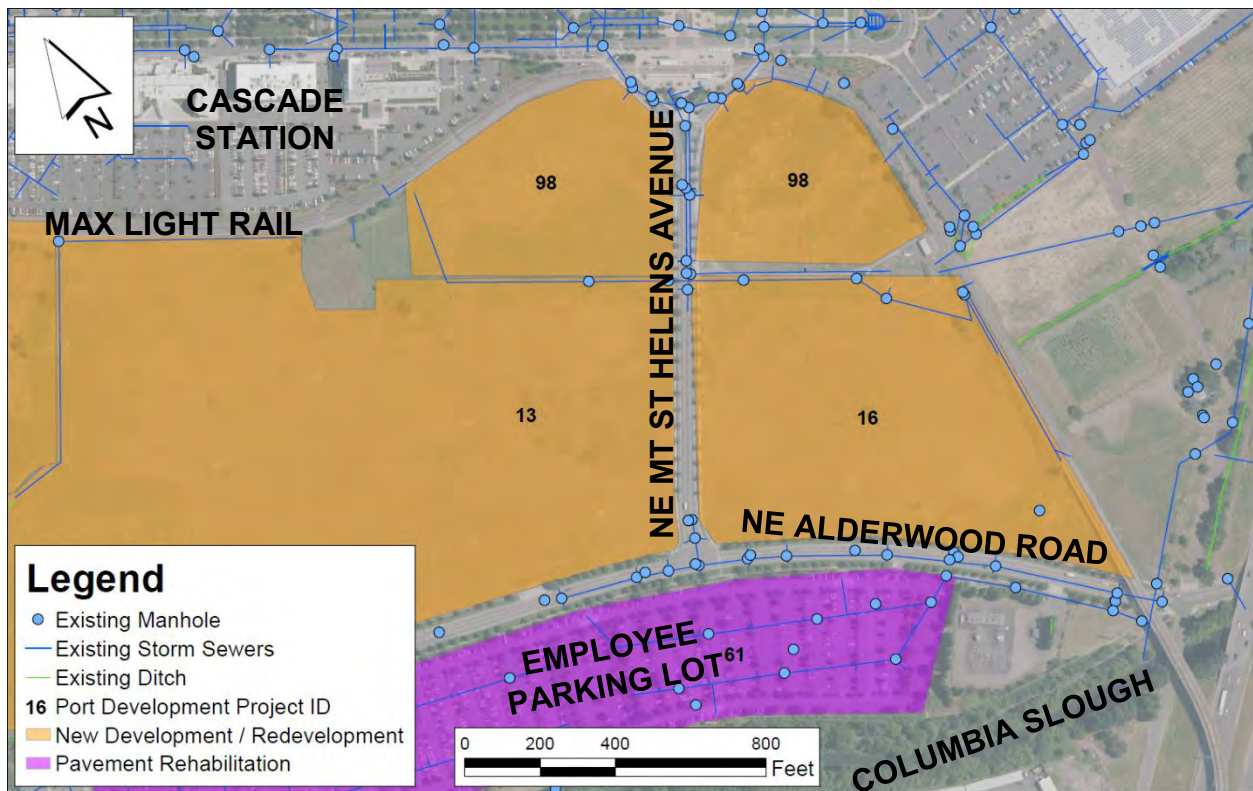 N
CASCADE
STATION
MAX LIGHT RAIL
98
98
NE MT ST HELENS AVENUE
13
16
NE ALDERWOOD ROAD
EMPLOYEE
PARKING LOT
61
COLUMBIA SLOUGH
Legend
Existing Manhole
Existing Storm Sewers
Existing Ditch
16 Port Development Project ID
New Development / Redevelopment
Pavement Rehabilitation
0 200 400 800
Feet